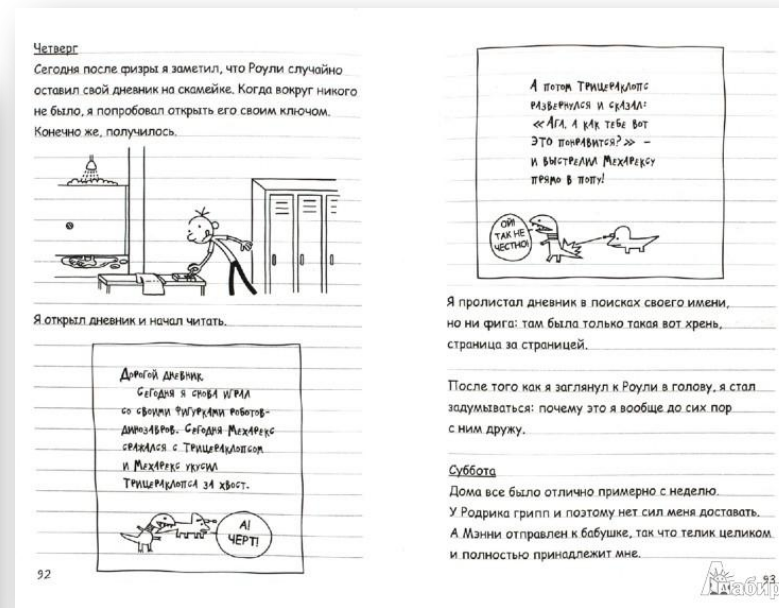 Четверг
Сегодня после физры я заметил, что Роули случайно
оставил свой дневник на скамейке. Когда вокруг никого
не было, я попробовал открыть его своим ключом.
Конечно же, получилось.
Я открыл дневник и начал читать.
Дорогой дневник,
Сегодня я снова играл
со своими фигурками роботов-
динозавров. Сегодня Мехарекс
сражался с Трицераклопсом
и Мехарекс укусил
Трицераклопса за хвост.
А!
ЧЕРТ!
92
А потом Трицераклопс
развернулся и сказал:
«Ага, а как тебе вот
это понравится?» –
и выстрелил Мехарексу
прямо в попу!
ОЙ!
ТАК НЕ
ЧЕСТНО!
Я пролистал дневник в поисках своего имени,
но ни фига: там была только такая вот хрень,
страница за страницей.
После того как я заглянул к Роули в голову, я стал
задумываться: почему это я вообще до сих пор
с ним дружу.
Суббота
Дома все было отлично примерно с неделю.
У Родрика грипп и поэтому нет сил меня доставать.
А Мэнни отправлен к бабушке, так что телик целиком
и полностью принадлежит мне.
93